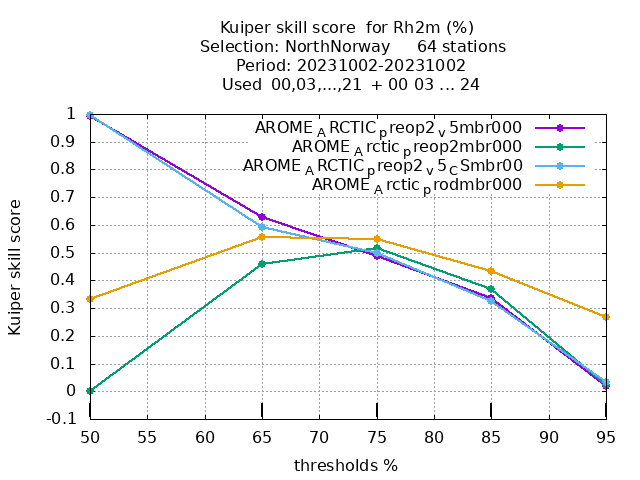 Kuiper skill score  for Rh2m (%)
Selection: NorthNorway     64 stations
Period: 20231002-20231002
Used  00,03,...,21  + 00 03 ... 24
AROME_ARCTIC_preop2_v5mbr000
AROME_Arctic_preop2mbr000
AROME_ARCTIC_preop2_v5_CSmbr00
AROME_Arctic_prodmbr000
Kuiper skill score
1
0.9
0.8
0.7
0.6
0.5
0.4
0.3
0.2
0.1
0
-0.1
50 55 60 65 70 75 80 85 90 95
thresholds %